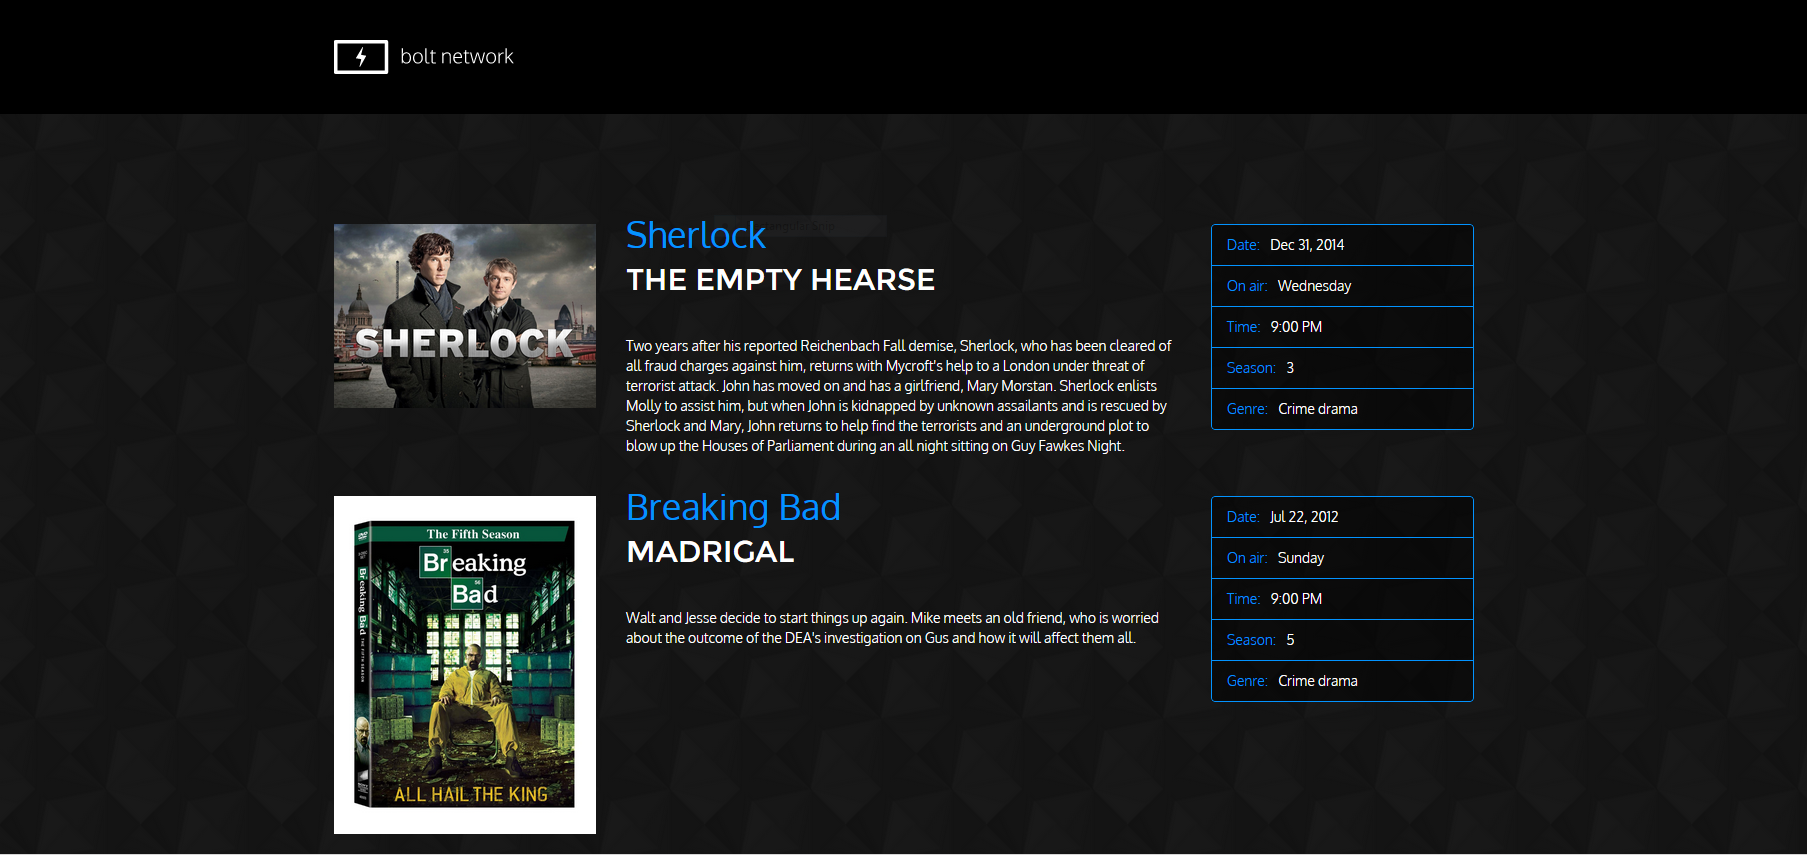 bolt network
SHERLOCK
Sherlock
THE EMPTY HEARSE
Two years after his reported Reichenbach Fall demise, Sherlock, who has been cleared of
all fraud charges against him, returns with Mycroft's help to a London under threat of
terrorist attack. John has moved on and has a girlfriend, Mary Morstan. Sherlock enlists
Molly to assist him, but when John is kidnapped by unknown assailants and is rescued by
Sherlock and Mary, John returns to help find the terrorists and an underground plot to
blow up the Houses of Parliament during an all night sitting on Guy Fawkes Night.
Date: Dec 31, 2014
On air: Wednesday
Time: 9:00 PM
Season: 3
Genre: Crime drama
The Fifth Season
35
Breaking
56
Bad
Breaking Bad THE FIFTH SEASON
ALL HAIL THE KING
Breaking Bad
MADRIGAL
Walt and Jesse decide to start things up again. Mike meets an old friend, who is worried
about the outcome of the DEA's investigation on Gus and how it will affect them all.
Date: Jul 22, 2012
On air: Sunday
Time: 9:00 PM
Season: 5
Genre: Crime drama